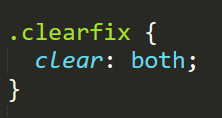 .clearfix {
  clear: both;
}